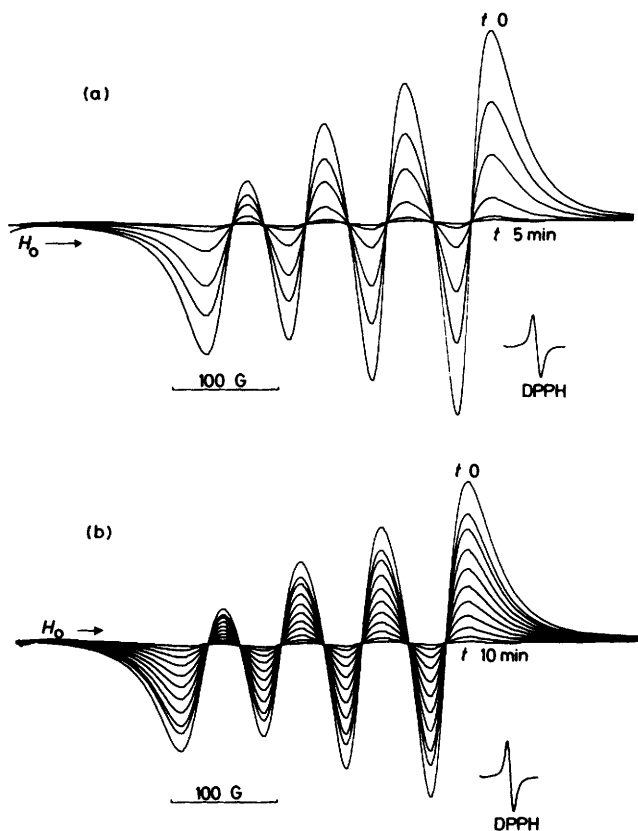 t 0
(a)
H₀ →
t 5 min
100 G
DPPH
t 0
(b)
H₀ →
t 10 min
100 G
DPPH